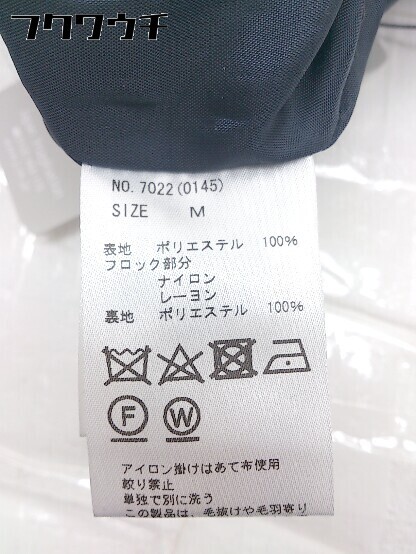 フクウウチ
NO. 7022(0145)
SIZE M
表地 ポリエステル 100%
フロック部分
ナイロン
レーヨン
裏地 ポリエステル 100%
F W
アイロン掛けはあて布使用
絞り禁止
単独で別に洗う
この製品は、毛抜けや毛羽寄り